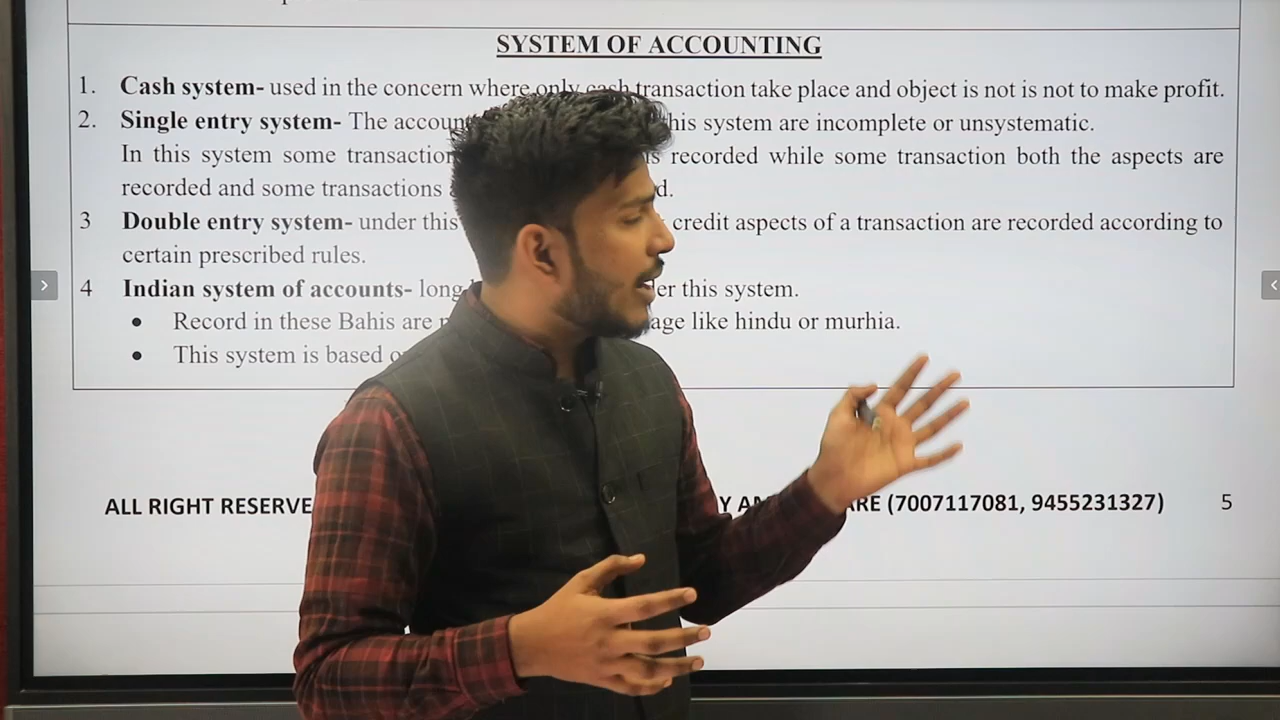 SYSTEM OF ACCOUNTING
1. Cash system- used in the concern where only cash transaction take place and object is not is not to make profit.
2. Single entry system- The his system are incomplete or unsystematic.
In this system some recorded while some transaction both the aspects are
recorded and some transactions
3 Double entry system- under this credit aspects of a transaction are recorded according to
certain prescribed rules.
4 Indian system of accounts- long er this system.
• Record in these Bahis are age like hindu or murhia.
• This system is based
ALL RIGHT RESERVE (7007117081, 9455231327) 5